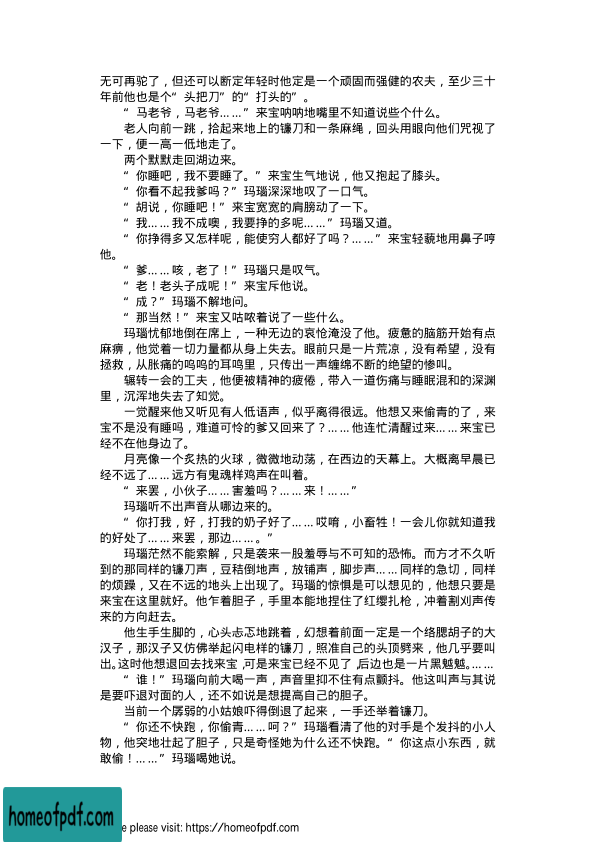 无可再驼了，但还可以断定年轻时他定是一个顽固而强健的农夫，至少三十
年前他也是个“头把刀”的“打头的”。
“马老爷，马老爷……”来宝呐呐地嘴里不知道说些个什么。
老人向前一跳，拾起来地上的镰刀和一条麻绳，回头用眼向他们咒视了
一下，便一高一低地走了。
两个默默走回湖边来。
“你睡吧，我不要睡了。”来宝生气地说，他又抱起了膝头。
“你看不起我爹吗？”玛瑙深深地叹了一口气。
“胡说，你睡吧！”来宝宽宽的肩膀动了一下。
“我……我不成噢，我要挣的多呢……”玛瑙又道。
“你挣得多又怎样呢，能使穷人都好了吗？……”来宝轻藐地用鼻子哼
他。
“爹……咳，老了！”玛瑙只是叹气。
“老！老头子成呢！”来宝斥他说。
“成？”玛瑙不解地问。
“那当然！”来宝又咕哝着说了一些什么。
玛瑙忧郁地倒在席上，一种无边的哀怆淹没了他。疲惫的脑筋开始有点
麻痹，他觉着一切力量都从身上失去。眼前只是一片荒凉，没有希望，没有
拯救，从胀痛的呜呜的耳鸣里，只传出一声缠绵不断的绝望的惨叫。
辗转一会的工夫，他便被精神的疲倦，带入一道伤痛与睡眠混和的深渊
里，沉浑地失去了知觉。
一觉醒来他又听见有人低语声，似乎离得很远。他想又来偷青的了，来
宝不是没有睡吗，难道可怜的爹又回来了？……他连忙清醒过来……来宝已
经不在他身边了。
月亮像一个炙热的火球，微微地动荡，在西边的天幕上。大概离早晨已
经不远了……远方有鬼魂样鸡声在叫着。
“来罢，小伙子……害羞吗？……来！……”
玛瑙听不出声音从哪边来的。
“你打我，好，打我的奶子好了……哎唷，小畜牲！一会儿你就知道我
的好处了……来罢，那边……。”
玛瑙茫然不能索解，只是袭来一股羞辱与不可知的恐怖。而方才不久听
到的那同样的镰刀声，豆秸倒地声，放铺声，脚步声……同样的急切，同样
的烦躁，又在不远的地头上出现了。玛瑙的惊惧是可以想见的，他想只要是
来宝在这里就好。他乍着胆子，手里本能地捏住了红缨扎枪，冲着割刈声传
来的方向赶去。
他生手生脚的，心头忐忑地跳着，幻想着前面一定是一个络腮胡子的大
汉子，那汉子又仿佛举起闪电样的镰刀，照准自己的头顶劈来，他几乎要叫
出。这时他想退回去找来宝，可是来宝已经不见了，后边也是一片黑魆魆。……
“谁！”玛瑙向前大喝一声，声音里抑不住有点颤抖。他这叫声与其说
是要吓退对面的人，还不如说是想提高自己的胆子。
当前一个孱弱的小姑娘吓得倒退了起来，一手还举着镰刀。
“你还不快跑，你偷青……呵？”玛瑙看清了他的对手是个发抖的小人
物，他突地壮起了胆子，只是奇怪她为什么还不快跑。“你这点小东西，就
敢偷！……”玛瑙喝她说。
homeofpdf.com
e please visit: https://homeofpdf.com